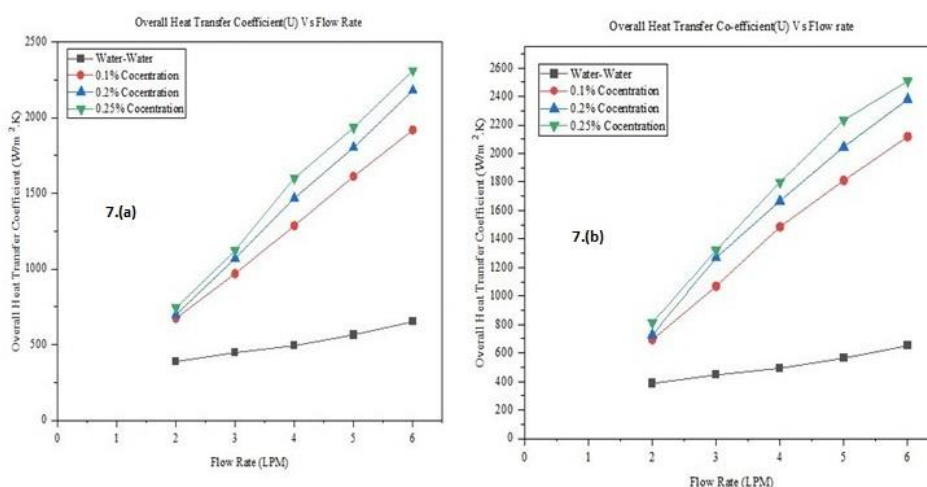 Overall Heat Transfer Coefficient(U) Vs Flow Rate
2500
2000
1500
1000
500
0
Overall Heat Transfer Coefficient (W/m^2.K)
Water-Water
0.1% Cocentration
0.2% Cocentration
0.25% Cocentration
7.(a)
0 1 2 3 4 5 6
Flow Rate (LPM)
Overall Heat Transfer Co-efficient(U) Vs Flow rate
2600
2400
2200
2000
1800
1600
1400
1200
1000
800
600
400
200
0
Overall Heat Transfer Coefficient (W/m^2.K)
Water-Water
0.1% Cocentration
0.2% Cocentration
0.25% Cocentration
7.(b)
0 1 2 3 4 5 6
Flow Rate (LPM)